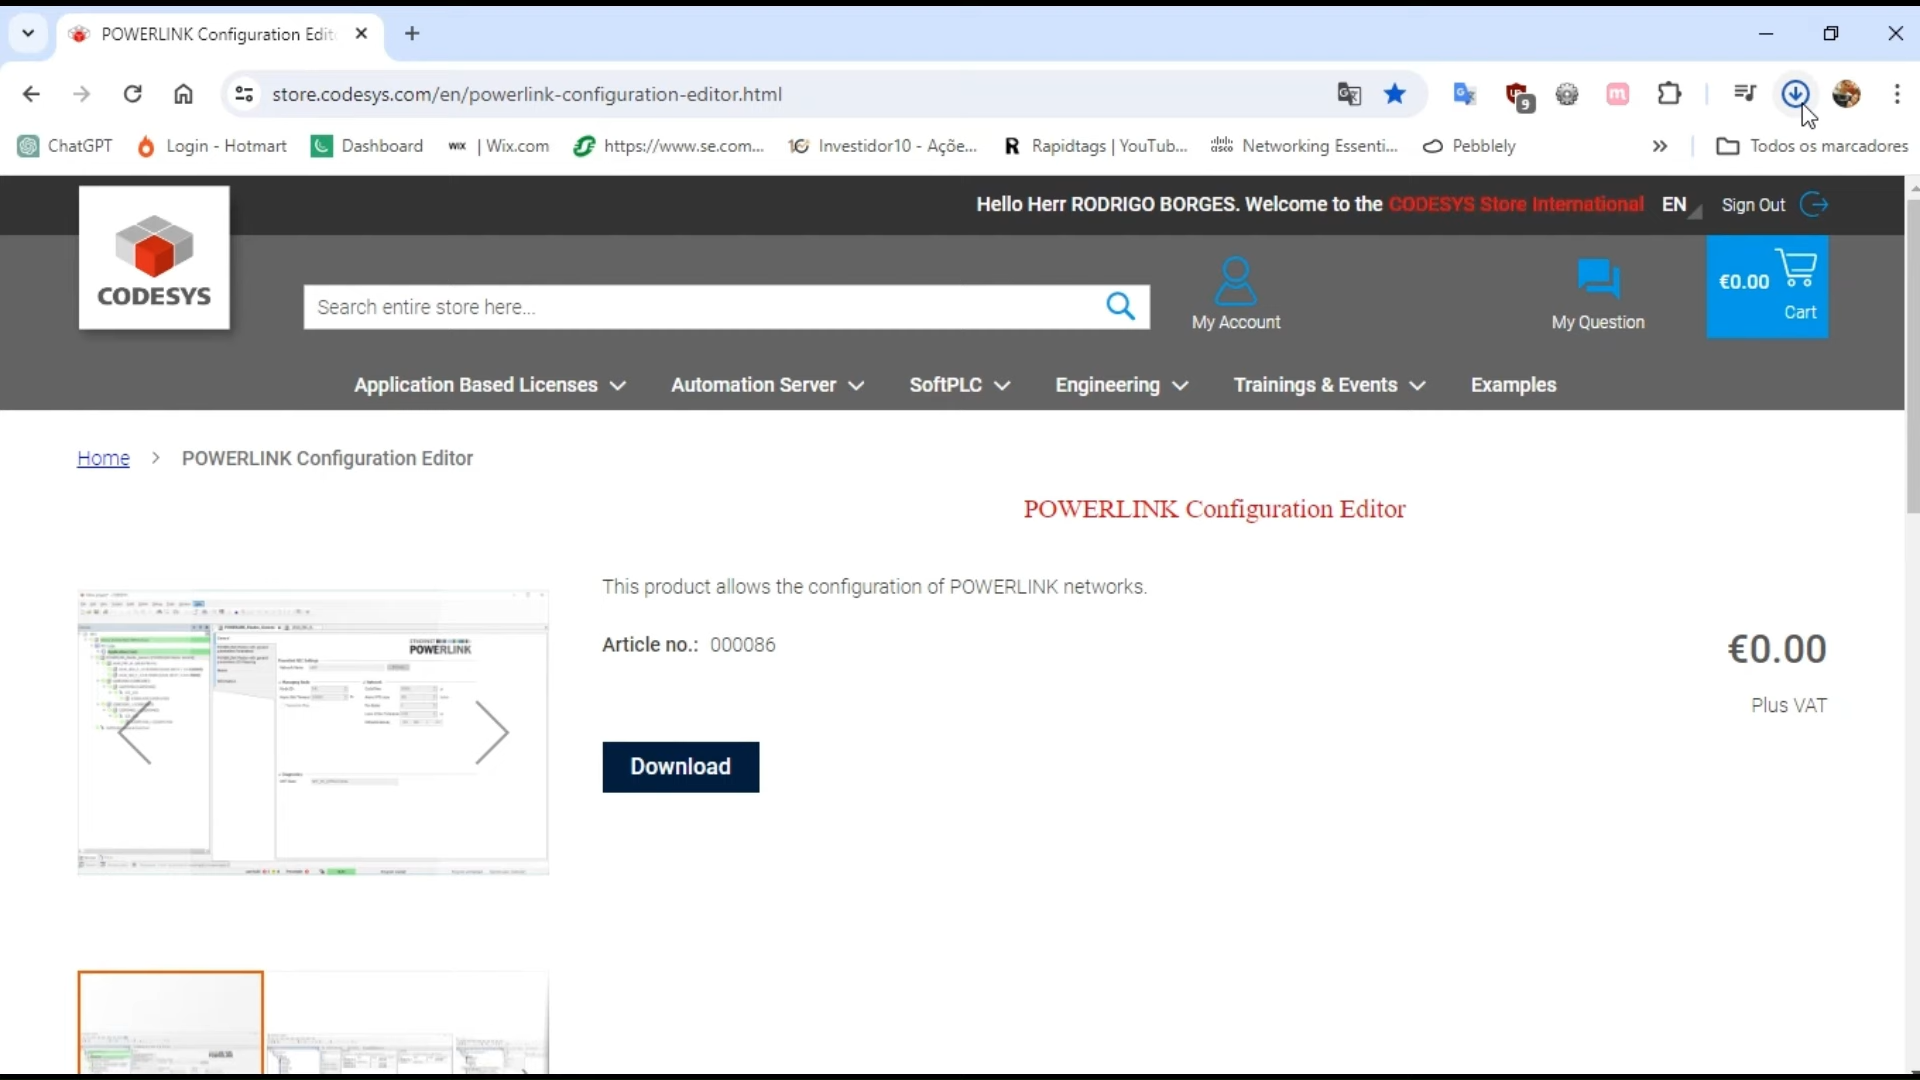 POWERLINK Configuration Edit
store.codesys.com/en/powerlink-configuration-editor.html
9
ChatGPT
Login - Hotmart
Dashboard
WIX | Wix.com
https://www.se.com...
Investidor10 - Açõe...
Rapidtags | YouTub...
Networking Essenti...
Pebblely
Todos os marcadores
Hello Herr RODRIGO BORGES. Welcome to the CODESYS Store International
EN
Sign Out
CODESYS
Search entire store here...
My Account
My Question
€0.00
Cart
Application Based Licenses
Automation Server
SoftPLC
Engineering
Trainings & Events
Examples
Home > POWERLINK Configuration Editor
POWERLINK Configuration Editor
This product allows the configuration of POWERLINK networks.
Article no.: 000086
€0.00
Plus VAT
Download
POWERLINK